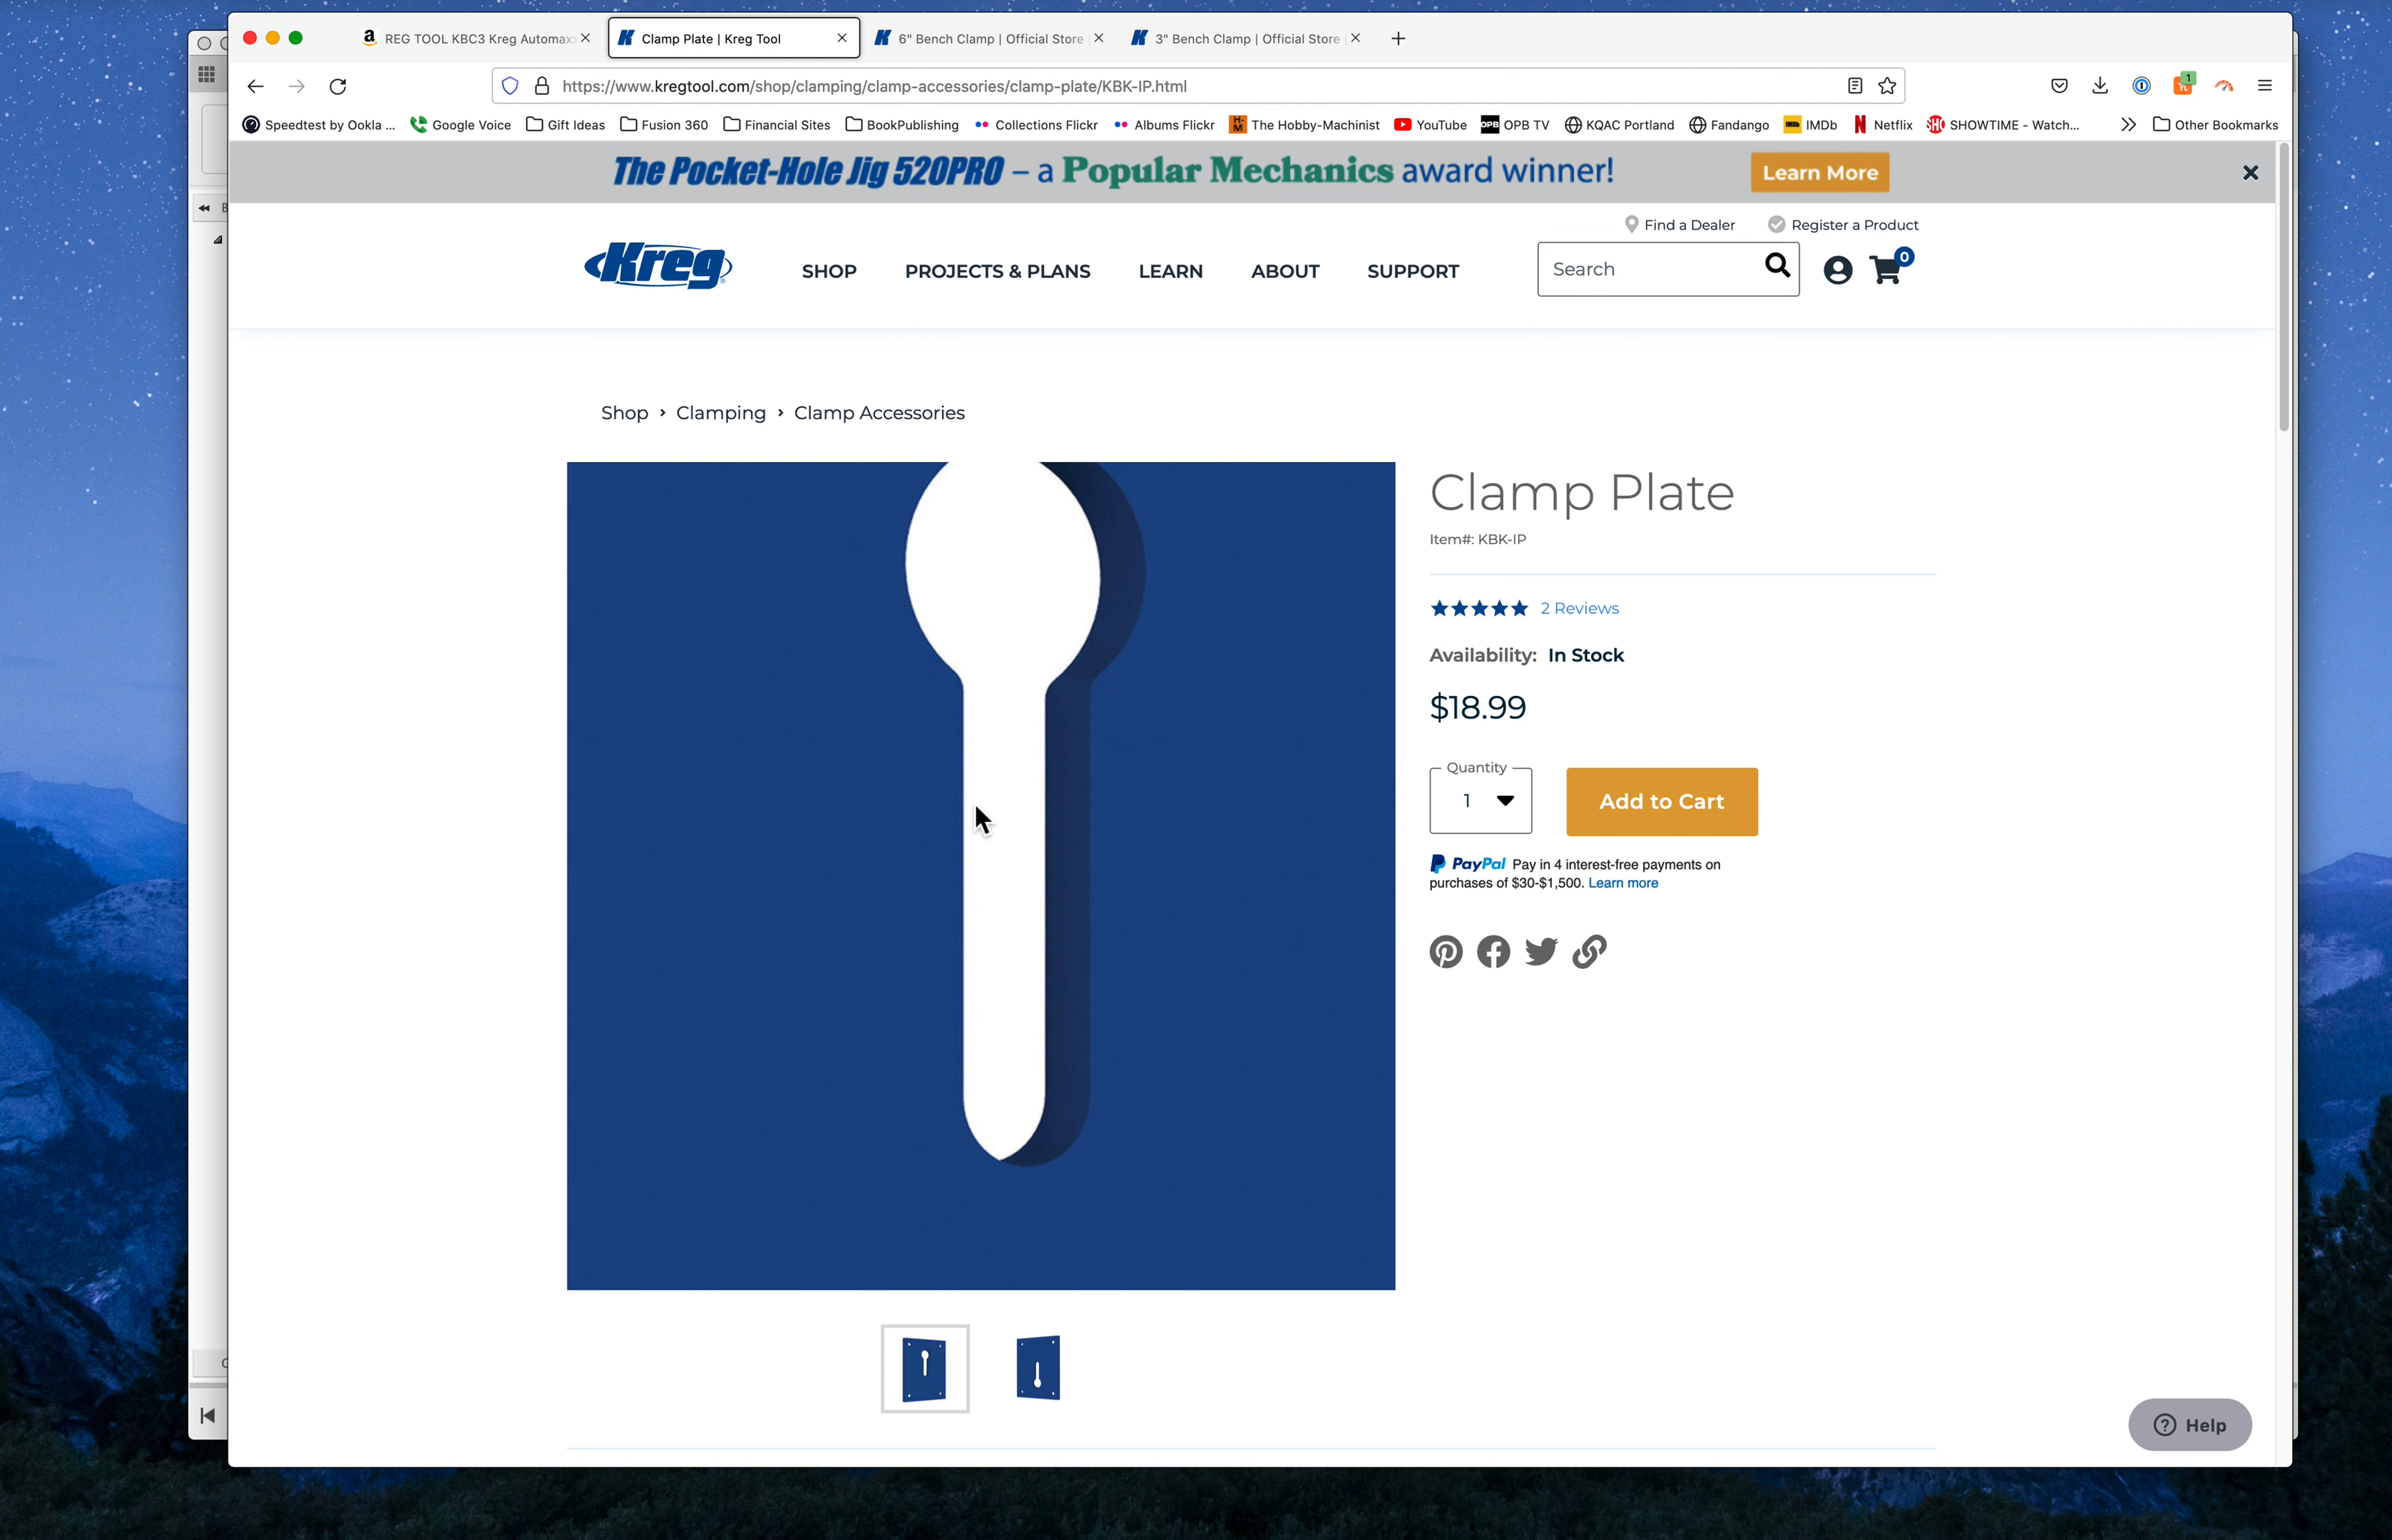 REG TOOL KBC3 Kreg Automax
Clamp Plate | Kreg Tool
6" Bench Clamp | Official Store
3" Bench Clamp | Official Store
https://www.kregtool.com/shop/clamping/clamp-accessories/clamp-plate/KBK-IP.html
1
Speedtest by Ookla ...
Google Voice
Gift Ideas
Fusion 360
Financial Sites
BookPublishing
Collections Flickr
Albums Flickr
H-M
The Hobby-Machinist
YouTube
OPB
OPB TV
KQAC Portland
Fandango
IMDb
IMDb
Netflix
SHO
SHOWTIME - Watch...
Other Bookmarks
The Pocket-Hole Jig 520PRO – a Popular Mechanics award winner!
Learn More
Find a Dealer
Register a Product
Kreg
SHOP
PROJECTS & PLANS
LEARN
ABOUT
SUPPORT
Search
0
Shop › Clamping › Clamp Accessories
Clamp Plate
Item#: KBK-IP
2 Reviews
Availability: In Stock
$18.99
Quantity
1
Add to Cart
PayPal Pay in 4 interest-free payments on
purchases of $30-$1,500. Learn more
Help